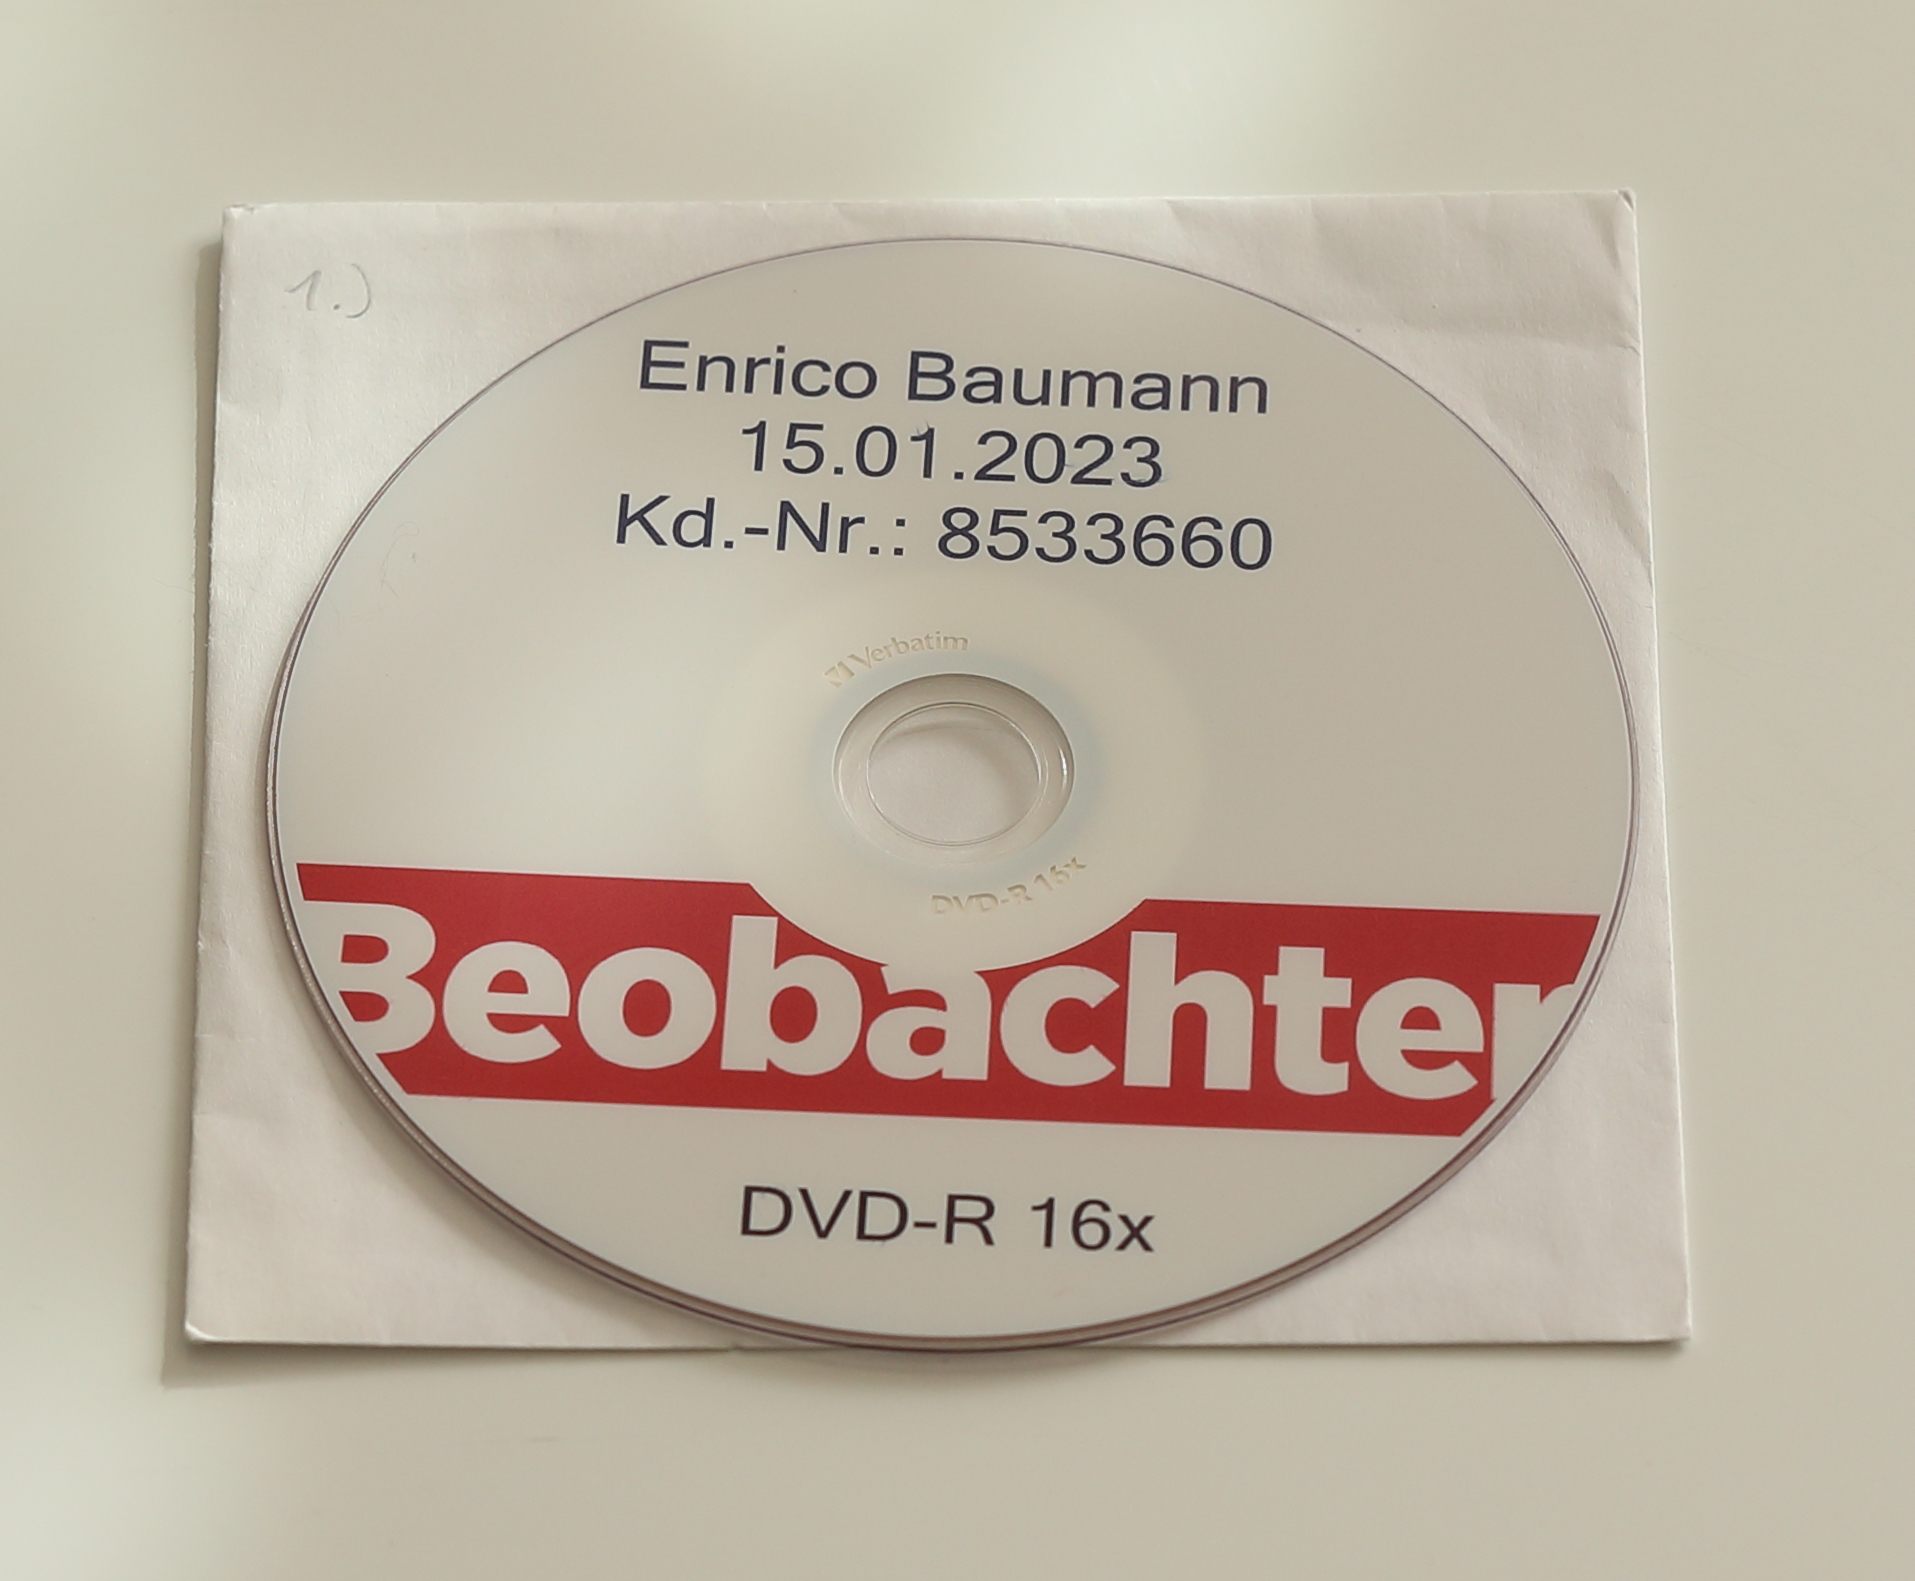 1.)
Enrico Baumann
15.01.2023
Kd.-Nr.: 8533660
Verbatim
DVD-R 16x
Beobachter
DVD-R 16x